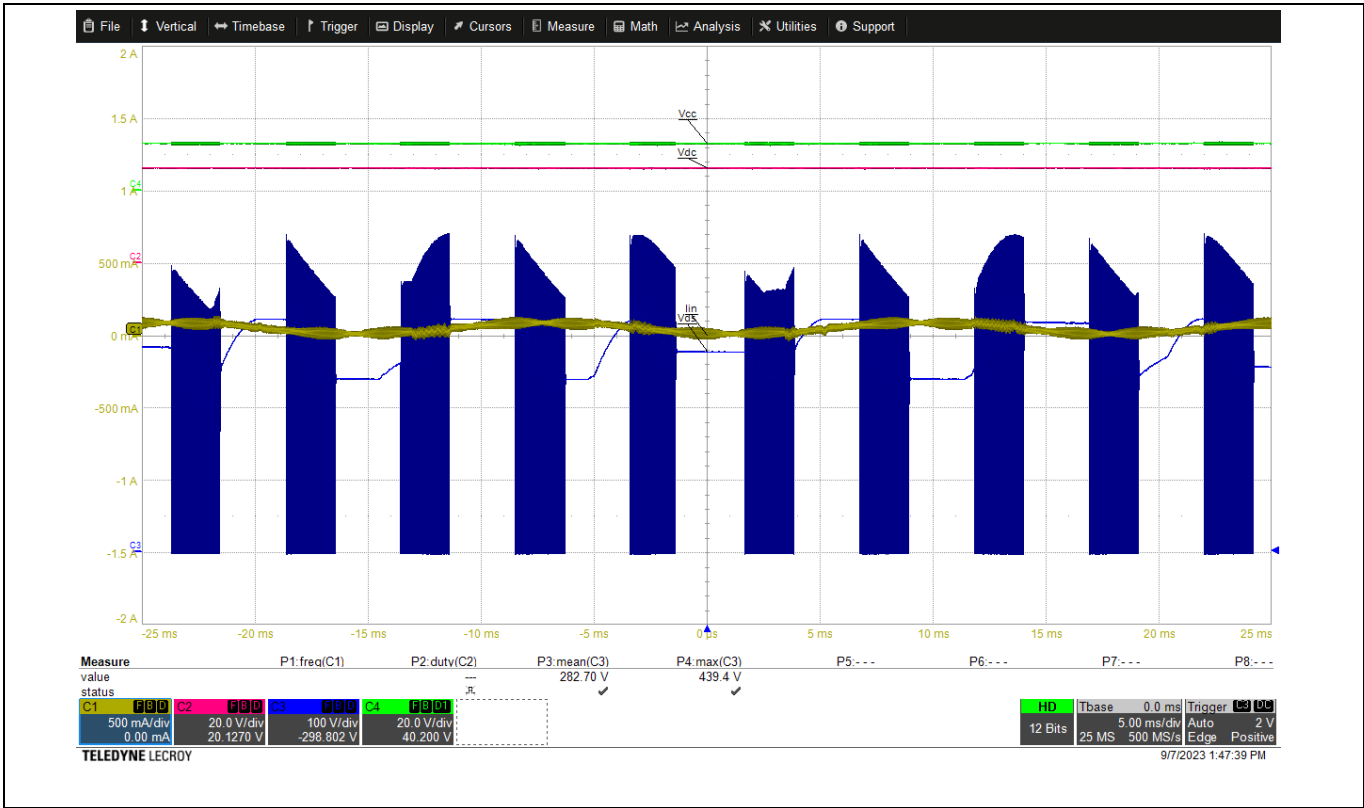 File Vertical Timebase Trigger Display Cursors Measure Math Analysis Utilities Support
2 A
1.5 A
Vcc
Vdc
C4
1 A
C2
500 mA
Iin
Vds
C1
0 mA
-500 mA
-1 A
C3
-1.5 A
-2 A
-25 ms -20 ms -15 ms -10 ms -5 ms 0 µs 5 ms 10 ms 15 ms 20 ms 25 ms
Measure P1:freq(C1) P2:duty(C2) P3:mean(C3) P4:max(C3) P5:- - - P6:- - - P7:- - - P8:- - -
value --- 282.70 V 439.4 V
status
C1 F B D C2 F B D C3 F B D C4 F B D1 HD Tbase 0.0 ms Trigger C3 DC
500 mA/div 20.0 V/div 100 V/div 20.0 V/div 12 Bits 5.00 ms/div Auto 2 V
0.00 mA 20.1270 V -298.802 V 40.200 V 25 MS 500 MS/s Edge Positive
TELEDYNE LECROY 9/7/2023 1:47:39 PM